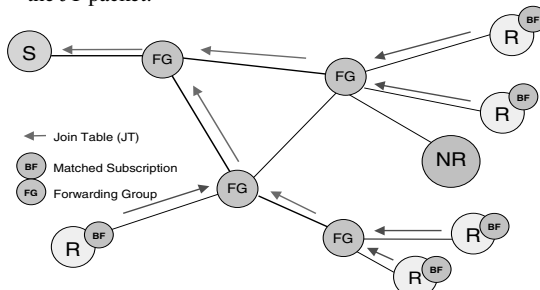 the JT packet.
BF
R
S
FG
FG
BF
R
NR
Join Table (JT)
BF Matched Subscription
FG Forwarding Group
FG
BF
R
FG
BF
R
BF
R